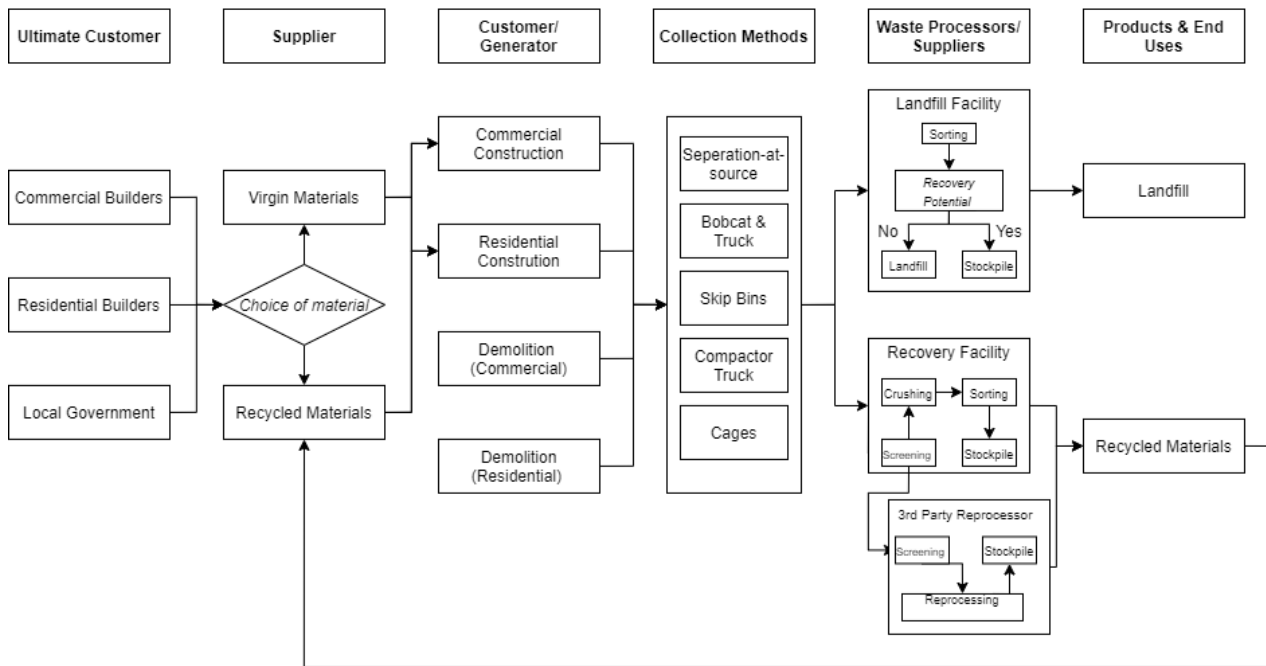 Ultimate Customer
Supplier
Customer/
Generator
Collection Methods
Waste Processors/
Suppliers
Products & End
Uses
Commercial Builders
Residential Builders
Local Government
Virgin Materials
Choice of material
Recycled Materials
Commercial
Construction
Residential
Constrution
Demolition
(Commercial)
Demolition
(Residential)
Seperation-at-
source
Bobcat &
Truck
Skip Bins
Compactor
Truck
Cages
Landfill Facility
Sorting
Recovery
Potential
No
Yes
Landfill
Stockpile
Recovery Facility
Crushing
Sorting
Screening
Stockpile
3rd Party Reprocessor
Screening
Stockpile
Reprocessing
Landfill
Recycled Materials